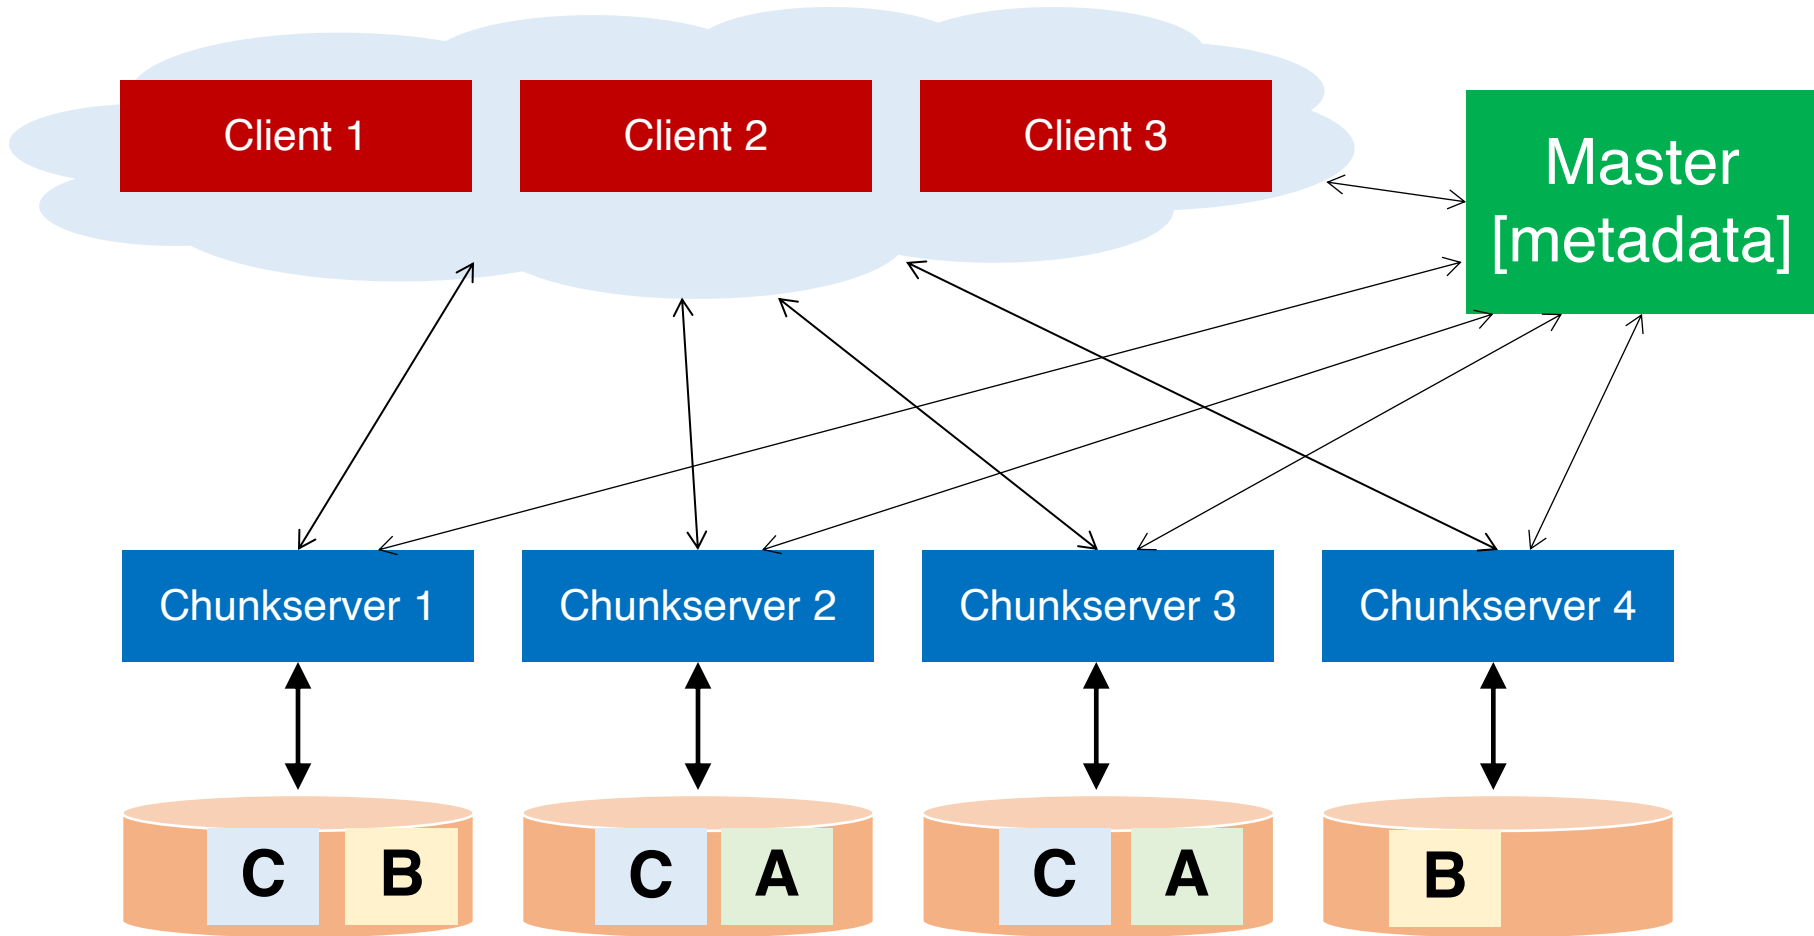 Client 1
Client 2
Client 3
Master
[metadata]
Chunkserver 1
Chunkserver 2
Chunkserver 3
Chunkserver 4
C B
C A
C A
B